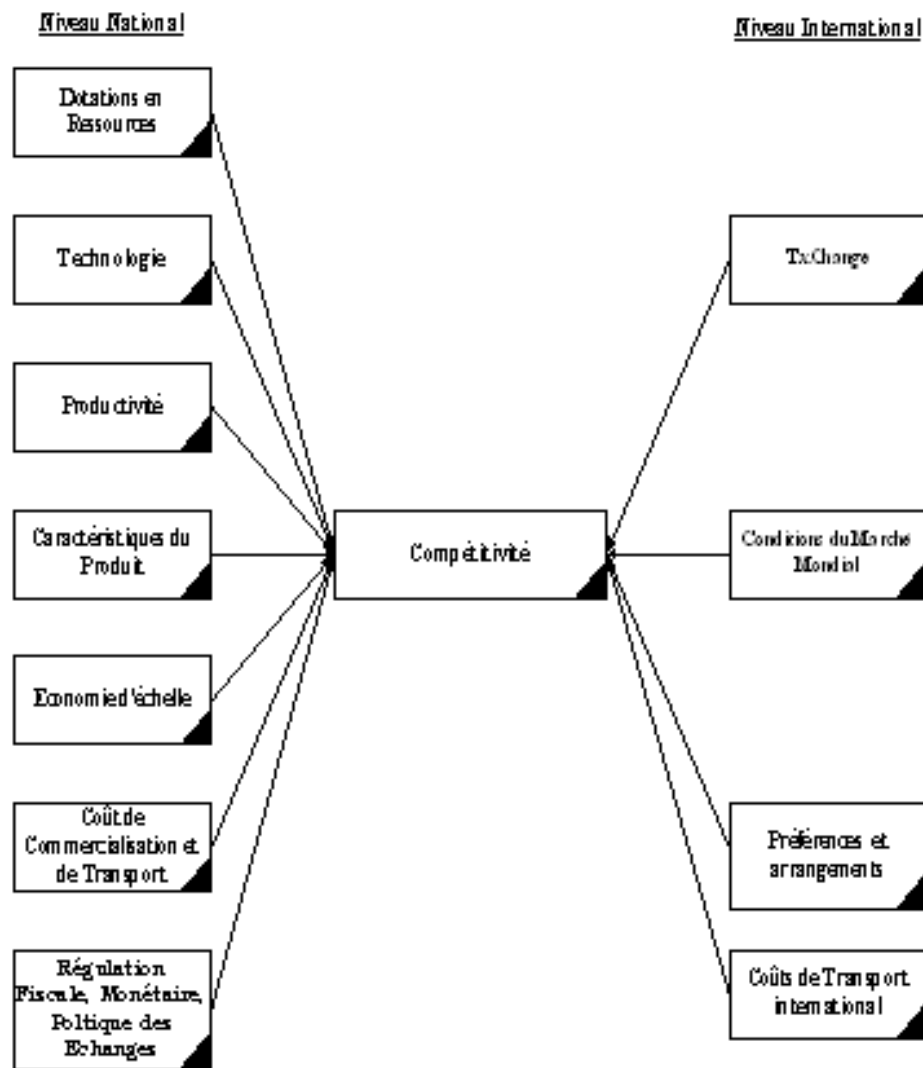 Niveau National
Niveau International
Dotations en
Ressources
Technologie
Tx Change
Productivité
Caractéristiques du
Produit
Compétitivité
Conditions du Marché
Mondial
Economie d'échelle
Coût de
Commercialisation et
de Transport
Préférences et
arrangements
Régulation
Fiscale, Monétaire,
Poltique des
Echanges
Coûts de Transport
international